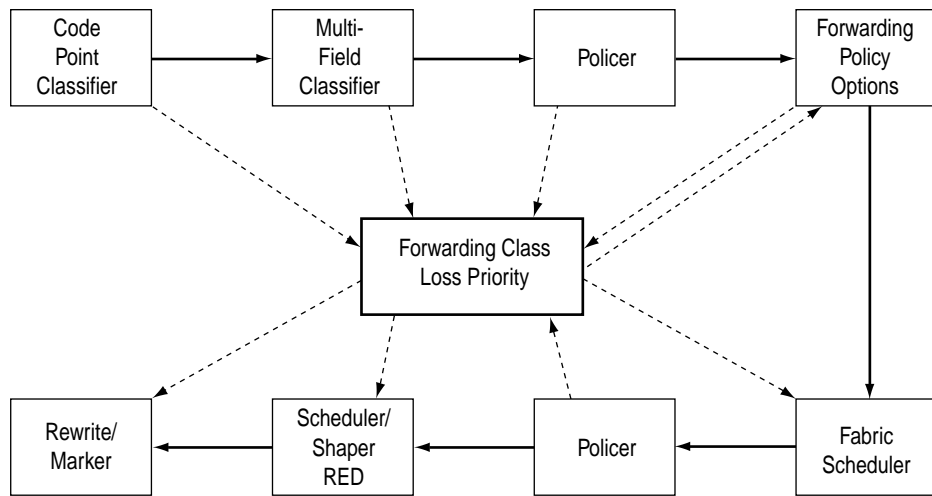 Code
Point
Classifier
Multi-
Field
Classifier
Policer
Forwarding
Policy
Options
Forwarding Class
Loss Priority
Rewrite/
Marker
Scheduler/
Shaper
RED
Policer
Fabric
Scheduler